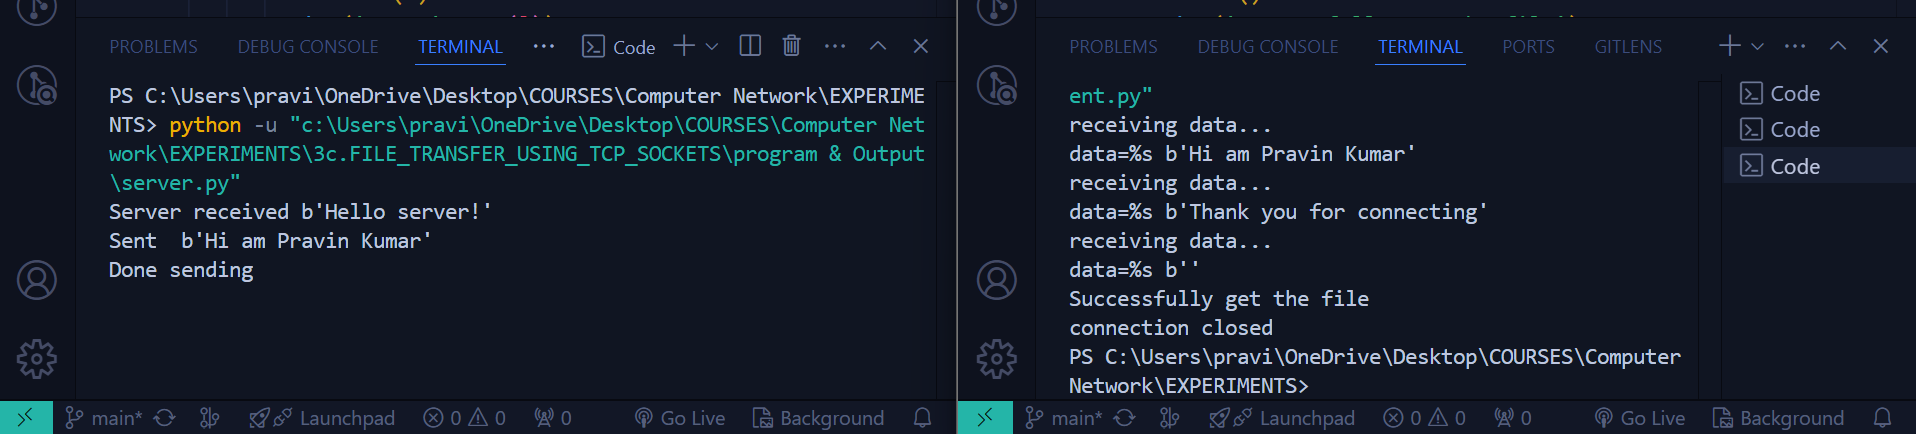 PROBLEMS DEBUG CONSOLE TERMINAL ... Code
PS C:\Users\pravi\OneDrive\Desktop\COURSES\Computer Network\EXPERIME
NTS> python -u "c:\Users\pravi\OneDrive\Desktop\COURSES\Computer Net
work\EXPERIMENTS\3c.FILE_TRANSFER_USING_TCP_SOCKETS\program & Output
\server.py"
Server received b'Hello server!'
Sent  b'Hi am Pravin Kumar'
Done sending
main* 0 0 0 Launchpad Go Live Background
PROBLEMS DEBUG CONSOLE TERMINAL PORTS GITLENS
ent.py"
receiving data...
data=%s b'Hi am Pravin Kumar'
receiving data...
data=%s b'Thank you for connecting'
receiving data...
data=%s b''
Successfully get the file
connection closed
PS C:\Users\pravi\OneDrive\Desktop\COURSES\Computer
Network\EXPERIMENTS>
Code
Code
Code
main* Launchpad 0 0 0 Go Live Background